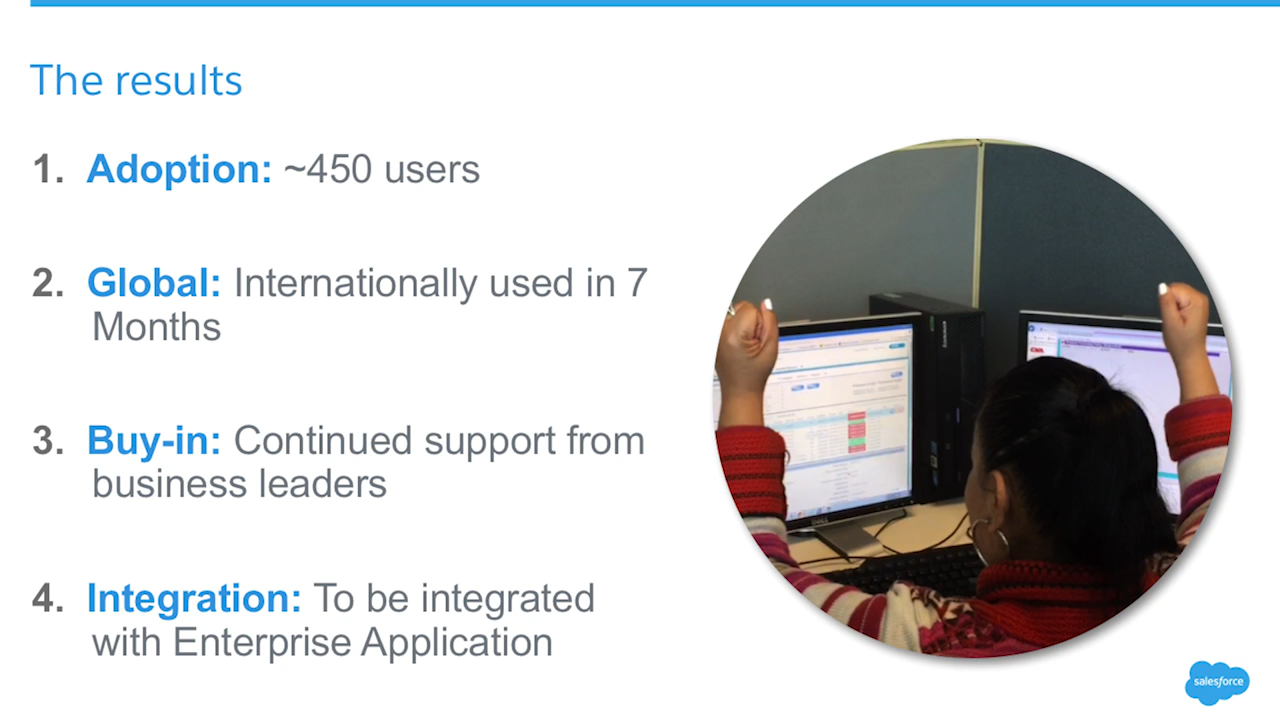 The results
1. Adoption: ~450 users
2. Global: Internationally used in 7
Months
3. Buy-in: Continued support from
business leaders
4. Integration: To be integrated
with Enterprise Application
DELL
salesforce